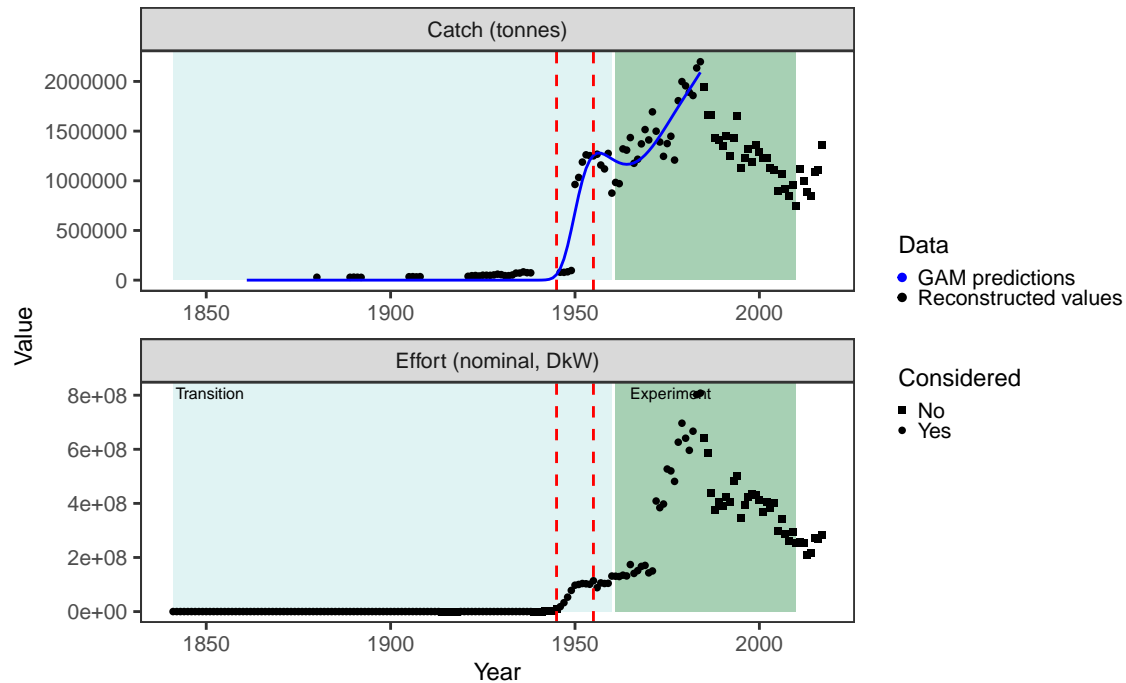 Catch (tonnes)
2000000
1500000
1000000
500000
0
1850 1900 1950 2000
Value
Effort (nominal, DkW)
Transition Experiment
8e+08
6e+08
4e+08
2e+08
0e+00
1850 1900 1950 2000
Year
Data
GAM predictions
Reconstructed values
Considered
No
Yes